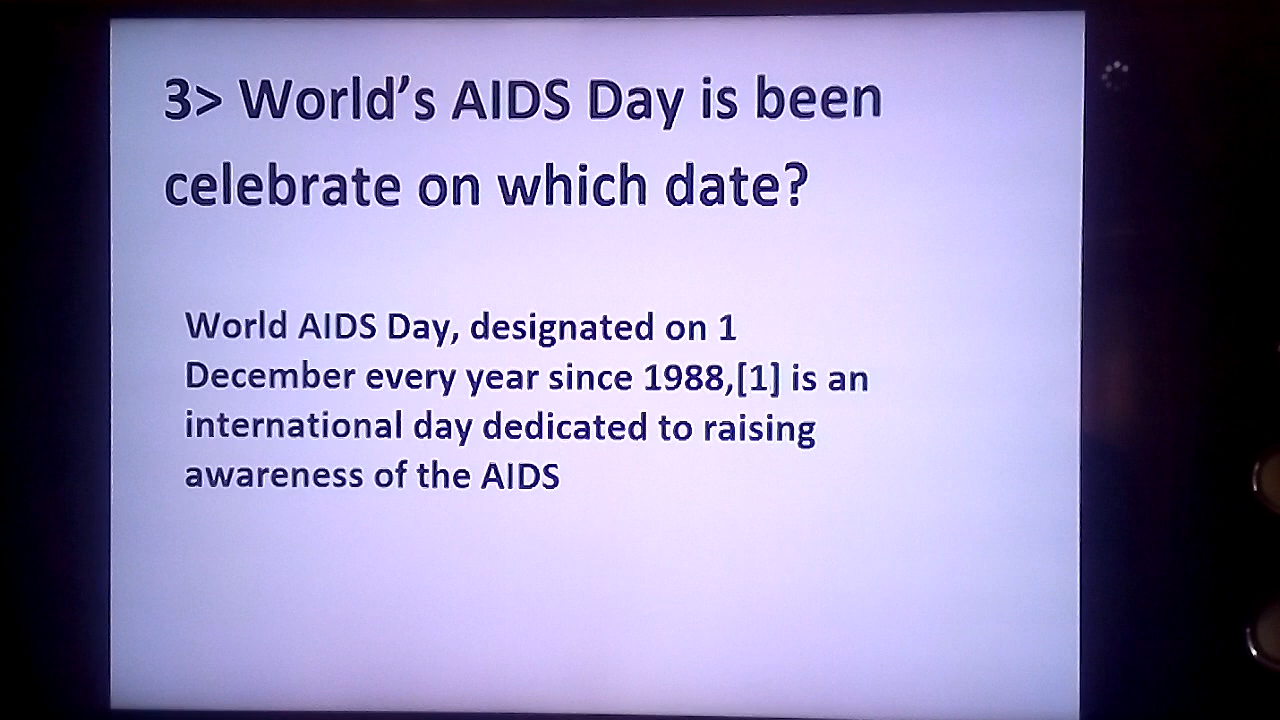 3> World’s AIDS Day is been
celebrate on which date?
World AIDS Day, designated on 1
December every year since 1988,[1] is an
international day dedicated to raising
awareness of the AIDS